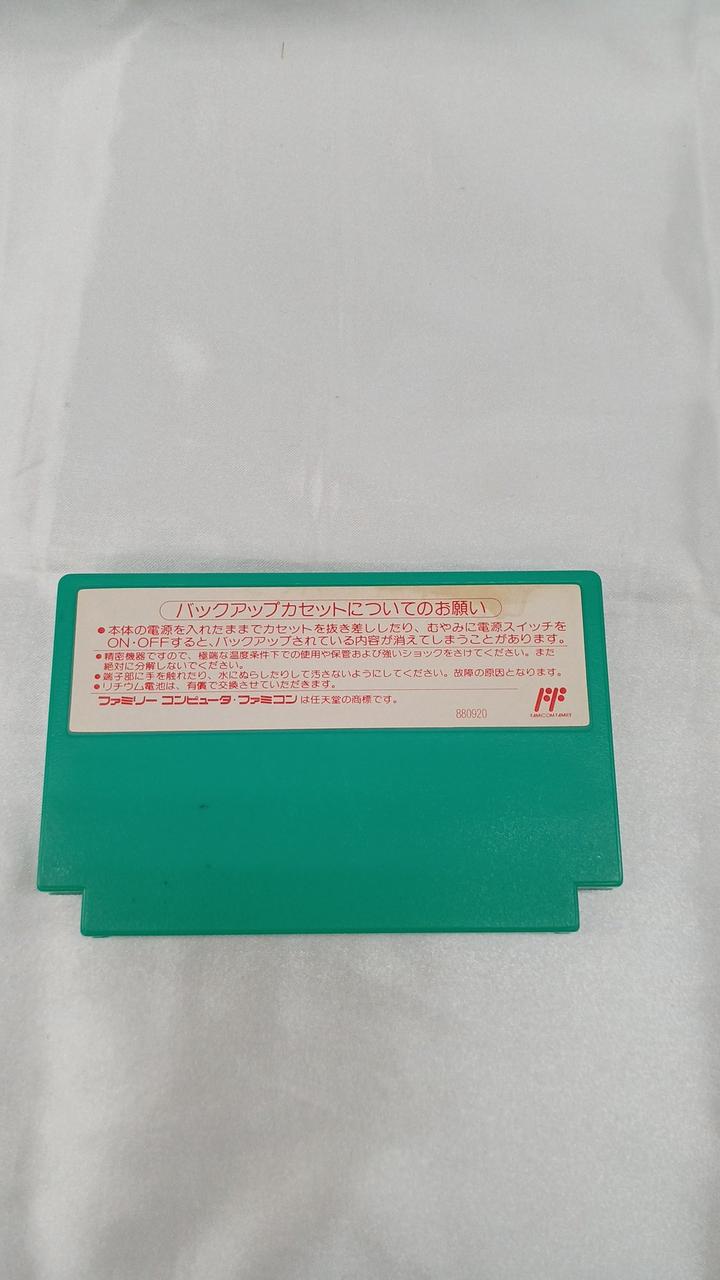 バックアップカセットについてのお願い
●本体の電源を入れたままでカセットを抜き差ししたり、むやみに電源スイッチを
ON・OFFすると、バックアップされている内容が消えてしまうことがあります。
●精密機器ですので、極端な温度条件下での使用や保管および強いショックをさけてください。また
絶対に分解しないでください。
●端子部に手を触れたり、水にぬらしたりして汚さないようにしてください。故障の原因となります。
●リチウム電池は、有償で交換させていただきます。
ファミリー コンピュータ・ファミコン は任天堂の商標です。
880920
FAMICOM FAMILY